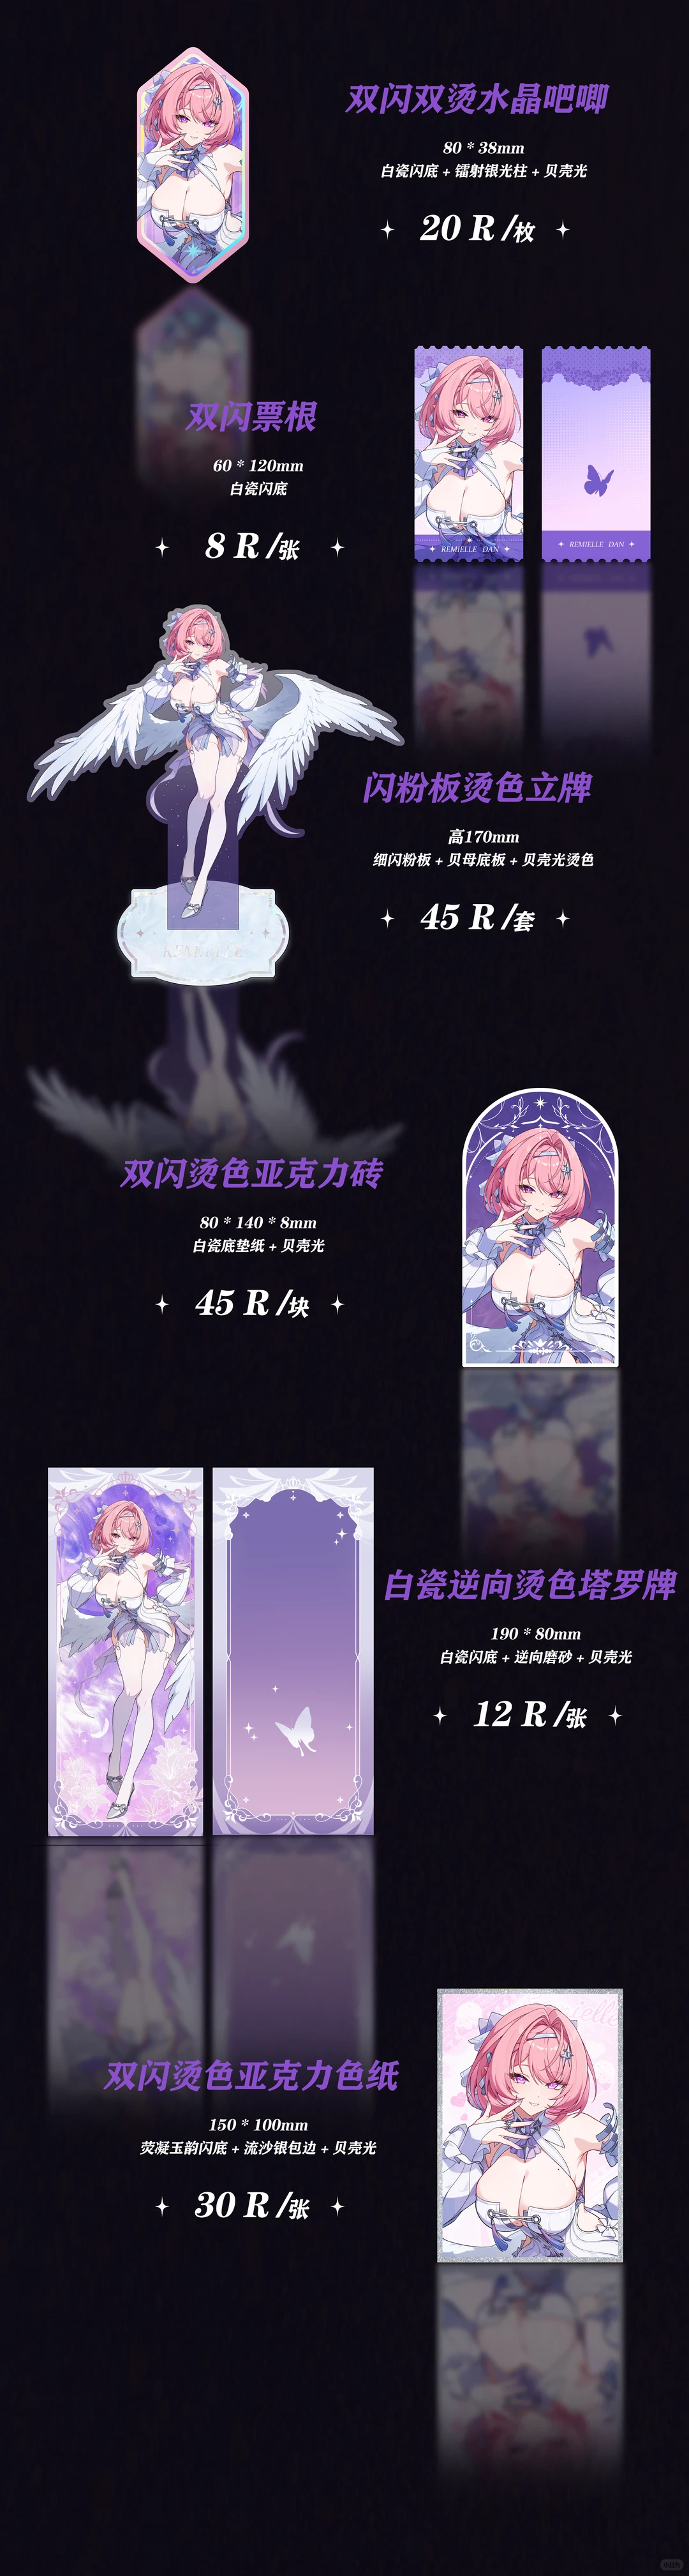 双闪双烫水晶吧唧
80 * 38mm
白瓷闪底 + 镭射银光柱 + 贝壳光
20 R /枚
双闪票根
60 * 120mm
白瓷闪底
8 R /张
REMIELLE DAN
REMIELLE DAN
闪粉板烫色立牌
高170mm
细闪粉板 + 贝母底板 + 贝壳光烫色
45 R /套
双闪烫色亚克力砖
80 * 140 * 8mm
白瓷底垫纸 + 贝壳光
45 R /块
白瓷逆向烫色塔罗牌
190 * 80mm
白瓷闪底 + 逆向磨砂 + 贝壳光
12 R /张
双闪烫色亚克力色纸
150 * 100mm
荧凝玉韵闪底 + 流沙银包边 + 贝壳光
30 R /张